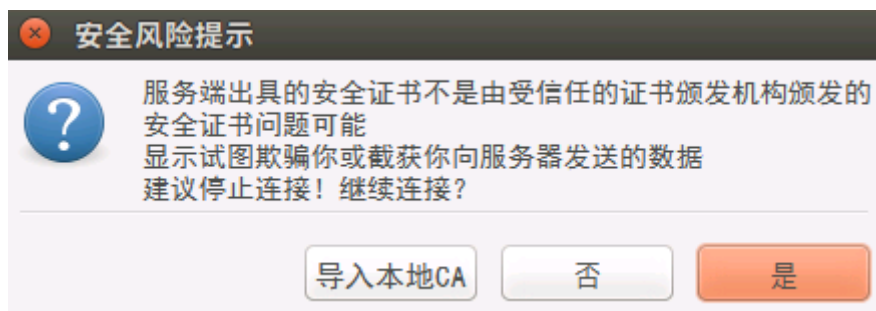 安全风险提示
服务端出具的安全证书不是由受信任的证书颁发机构颁发的
安全证书问题可能
显示试图欺骗你或截获你向服务器发送的数据
建议停止连接！继续连接？
导入本地CA 否 是